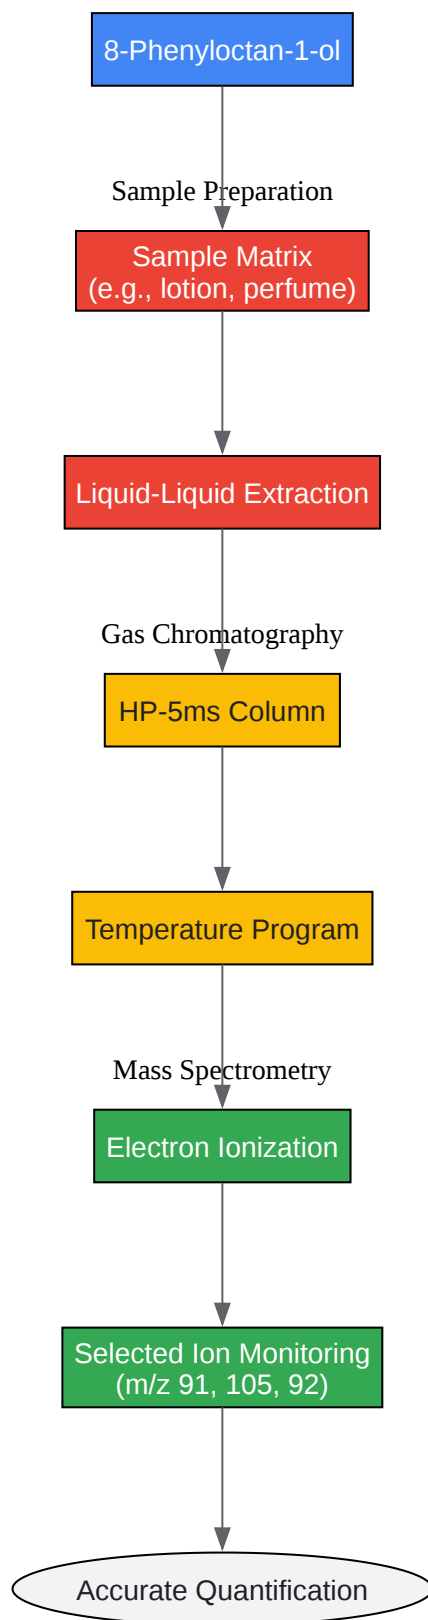 8-Phenyloctan-1-ol
Sample Preparation
Sample Matrix
(e.g., lotion, perfume)
Liquid-Liquid Extraction
Gas Chromatography
HP-5ms Column
Temperature Program
Mass Spectrometry
Electron Ionization
Selected Ion Monitoring
(m/z 91, 105, 92)
Accurate Quantification